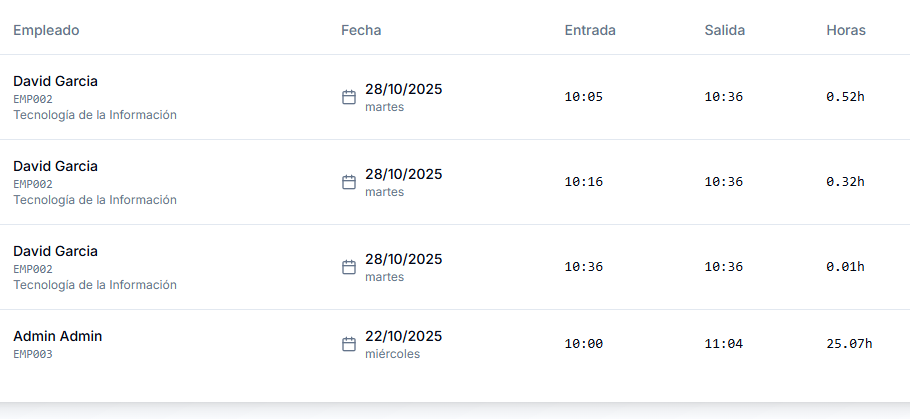 Empleado Fecha Entrada Salida Horas
David Garcia
EMP002
Tecnología de la Información
28/10/2025
martes
10:05 10:36 0.52h
David Garcia
EMP002
Tecnología de la Información
28/10/2025
martes
10:16 10:36 0.32h
David Garcia
EMP002
Tecnología de la Información
28/10/2025
martes
10:36 10:36 0.01h
Admin Admin
EMP003
22/10/2025
miércoles
10:00 11:04 25.07h